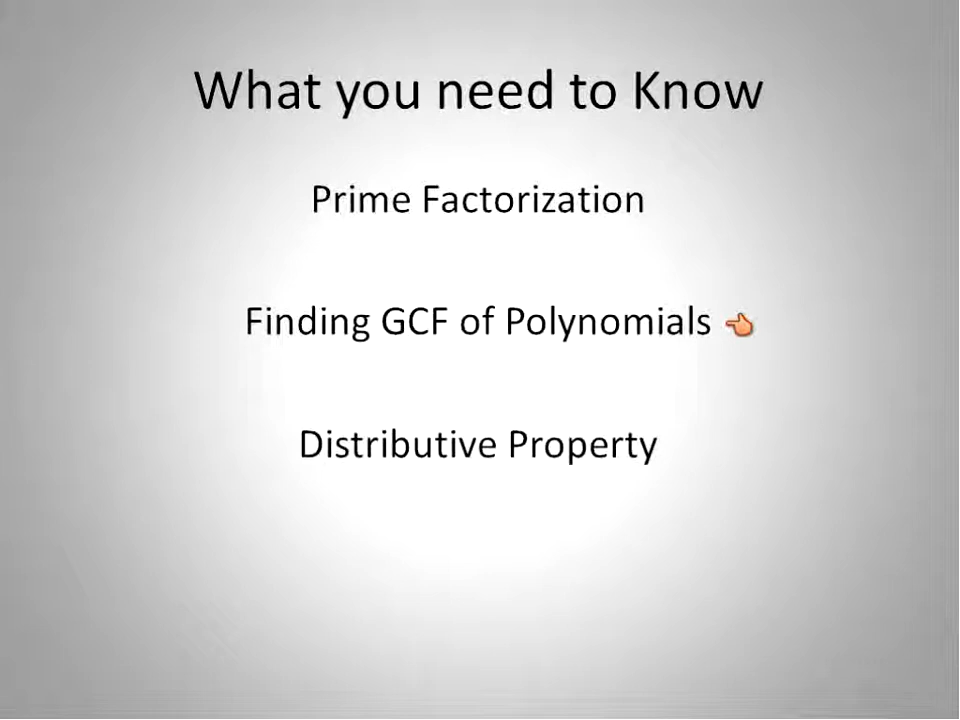 What you need to Know
Prime Factorization
Finding GCF of Polynomials
Distributive Property